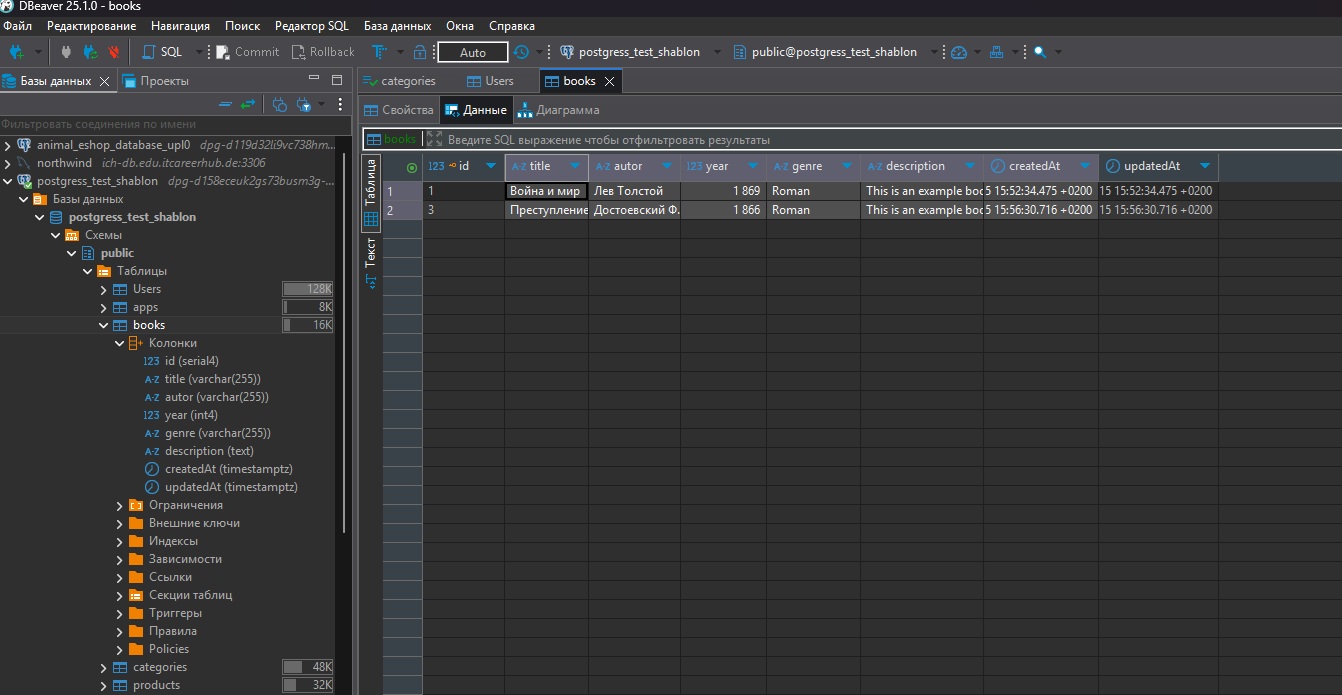 DBeaver 25.1.0 - books
Файл Редактирование Навигация Поиск Редактор SQL База данных Окна Справка
SQL Commit Rollback Auto postgress_test_shablon public@postgress_test_shablon
Базы данных Проекты
categories Users books
Свойства Данные Диаграмма
Фильтровать соединения по имени
books Введите SQL выражение чтобы отфильтровать результаты
animal_eshop_database_upl0 dpg-d119d32li9vc738hm...
northwind ich-db.edu.itcareerhub.de:3306
postgress_test_shablon dpg-d158eceuk2gs73busm3g-...
Базы данных
postgress_test_shablon
Схемы
public
Таблицы
Users 128K
apps 8K
books 16K
Колонки
123 id (serial4)
A-Z title (varchar(255))
A-Z autor (varchar(255))
123 year (int4)
A-Z genre (varchar(255))
A-Z description (text)
createdAt (timestamptz)
updatedAt (timestamptz)
Ограничения
Внешние ключи
Индексы
Зависимости
Ссылки
Секции таблиц
Триггеры
Правила
Policies
categories 48K
products 32K
Таблица
Текст
123 id A-Z title A-Z autor 123 year A-Z genre A-Z description createdAt updatedAt
1 1 Война и мир Лев Толстой 1 869 Roman This is an example boo 5 15:52:34.475 +0200 15 15:52:34.475 +0200
2 3 Преступление Достоевский Ф. 1 866 Roman This is an example boo 5 15:56:30.716 +0200 15 15:56:30.716 +0200